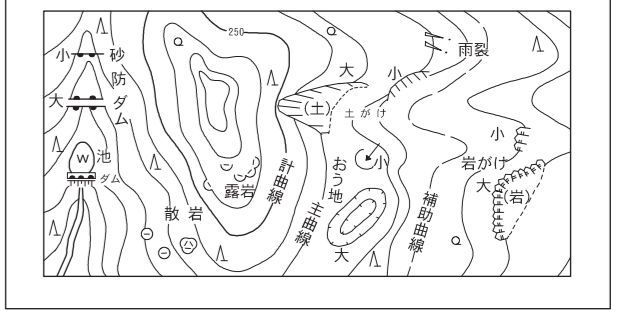 250
小 砂防ダム
大
雨裂
大
小
(土)
土がけ
小
W 池
ダム
小
岩がけ
大
(岩)
露岩
散岩
計曲線
主曲線
おう地
小
大
補助曲線